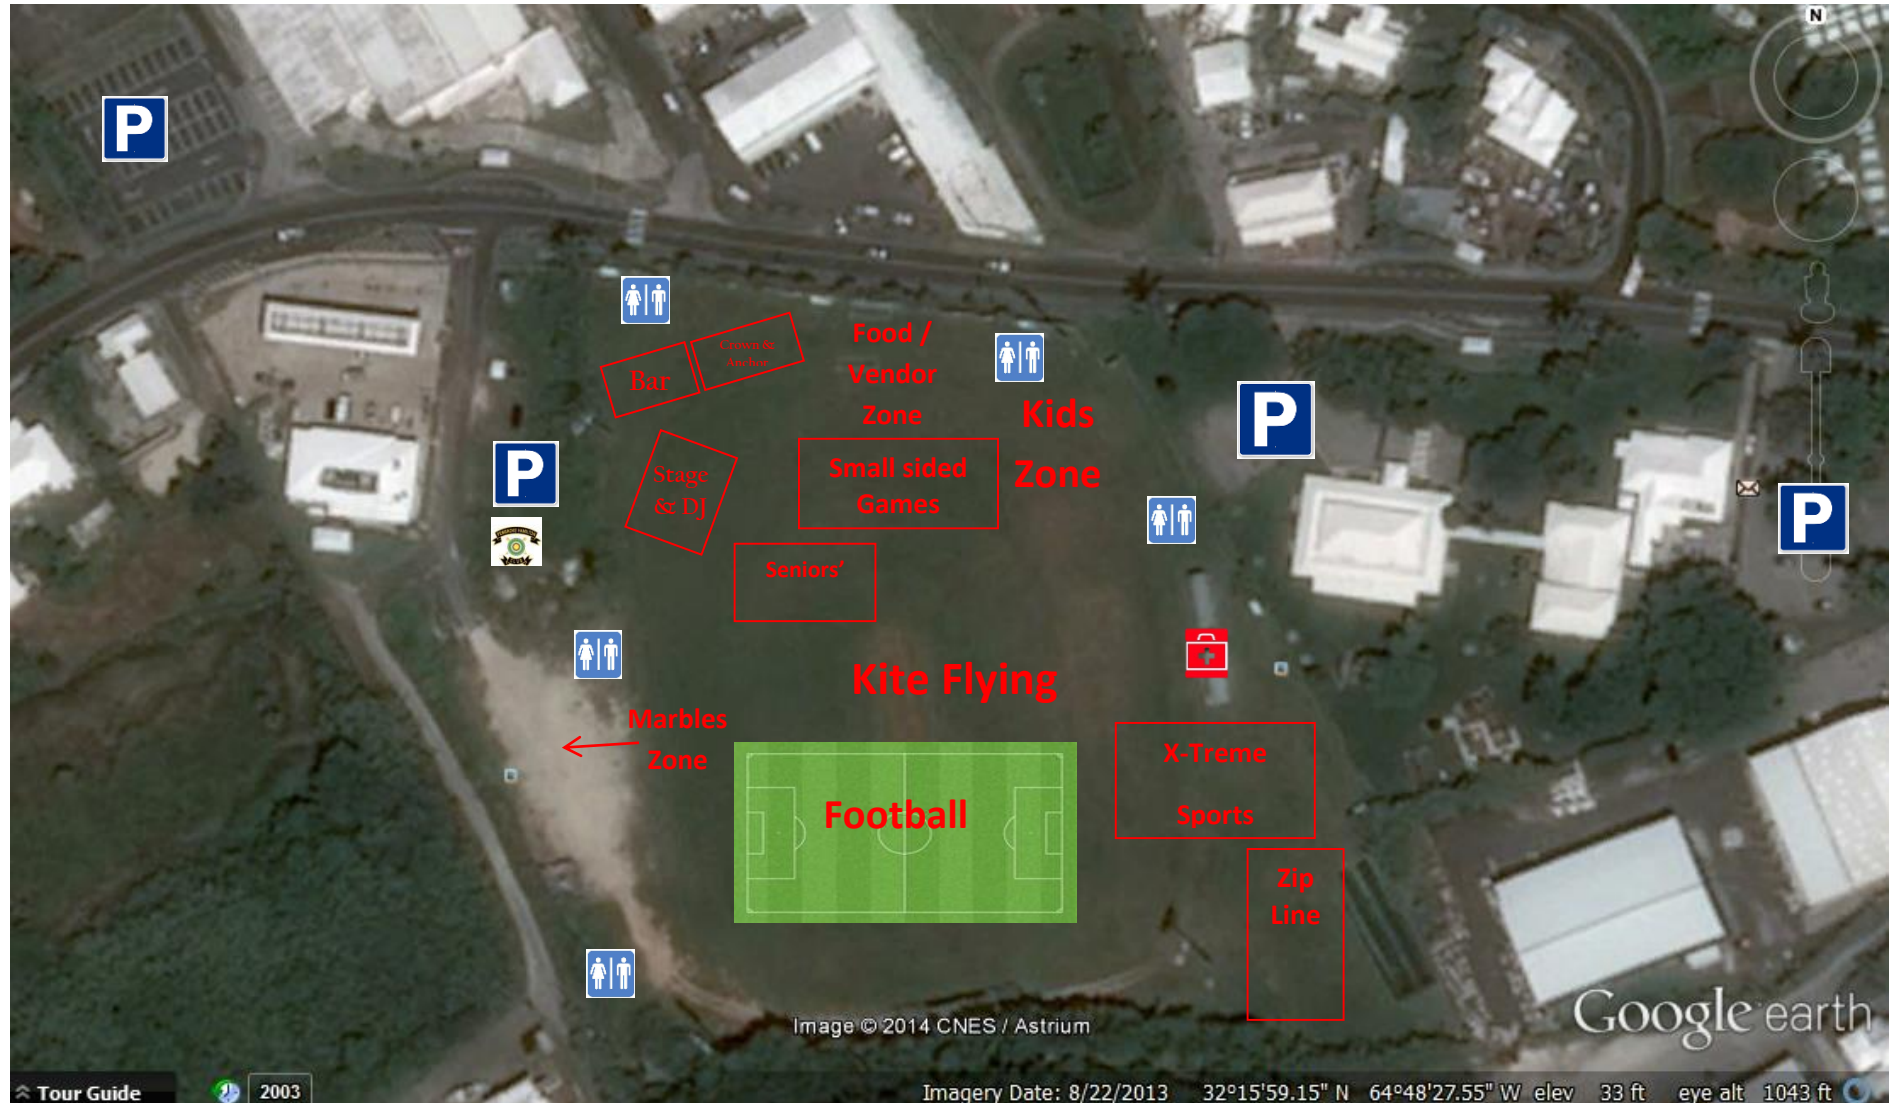 N
P
Food /
Crown &
Anchor
Vendor
Bar
Zone
Kids
P
Stage
& DJ
Small sided
Games
Zone
P
P
Seniors'
Kite Flying
Marbles
Zone
X-Treme
Sports
Football
Zip
Line
Image © 2014 CNES / Astrium
Google earth
Tour Guide
2003
Imagery Date: 8/22/2013 32°15'59.15" N 64°48'27.55" W elev 33 ft eye alt 1043 ft